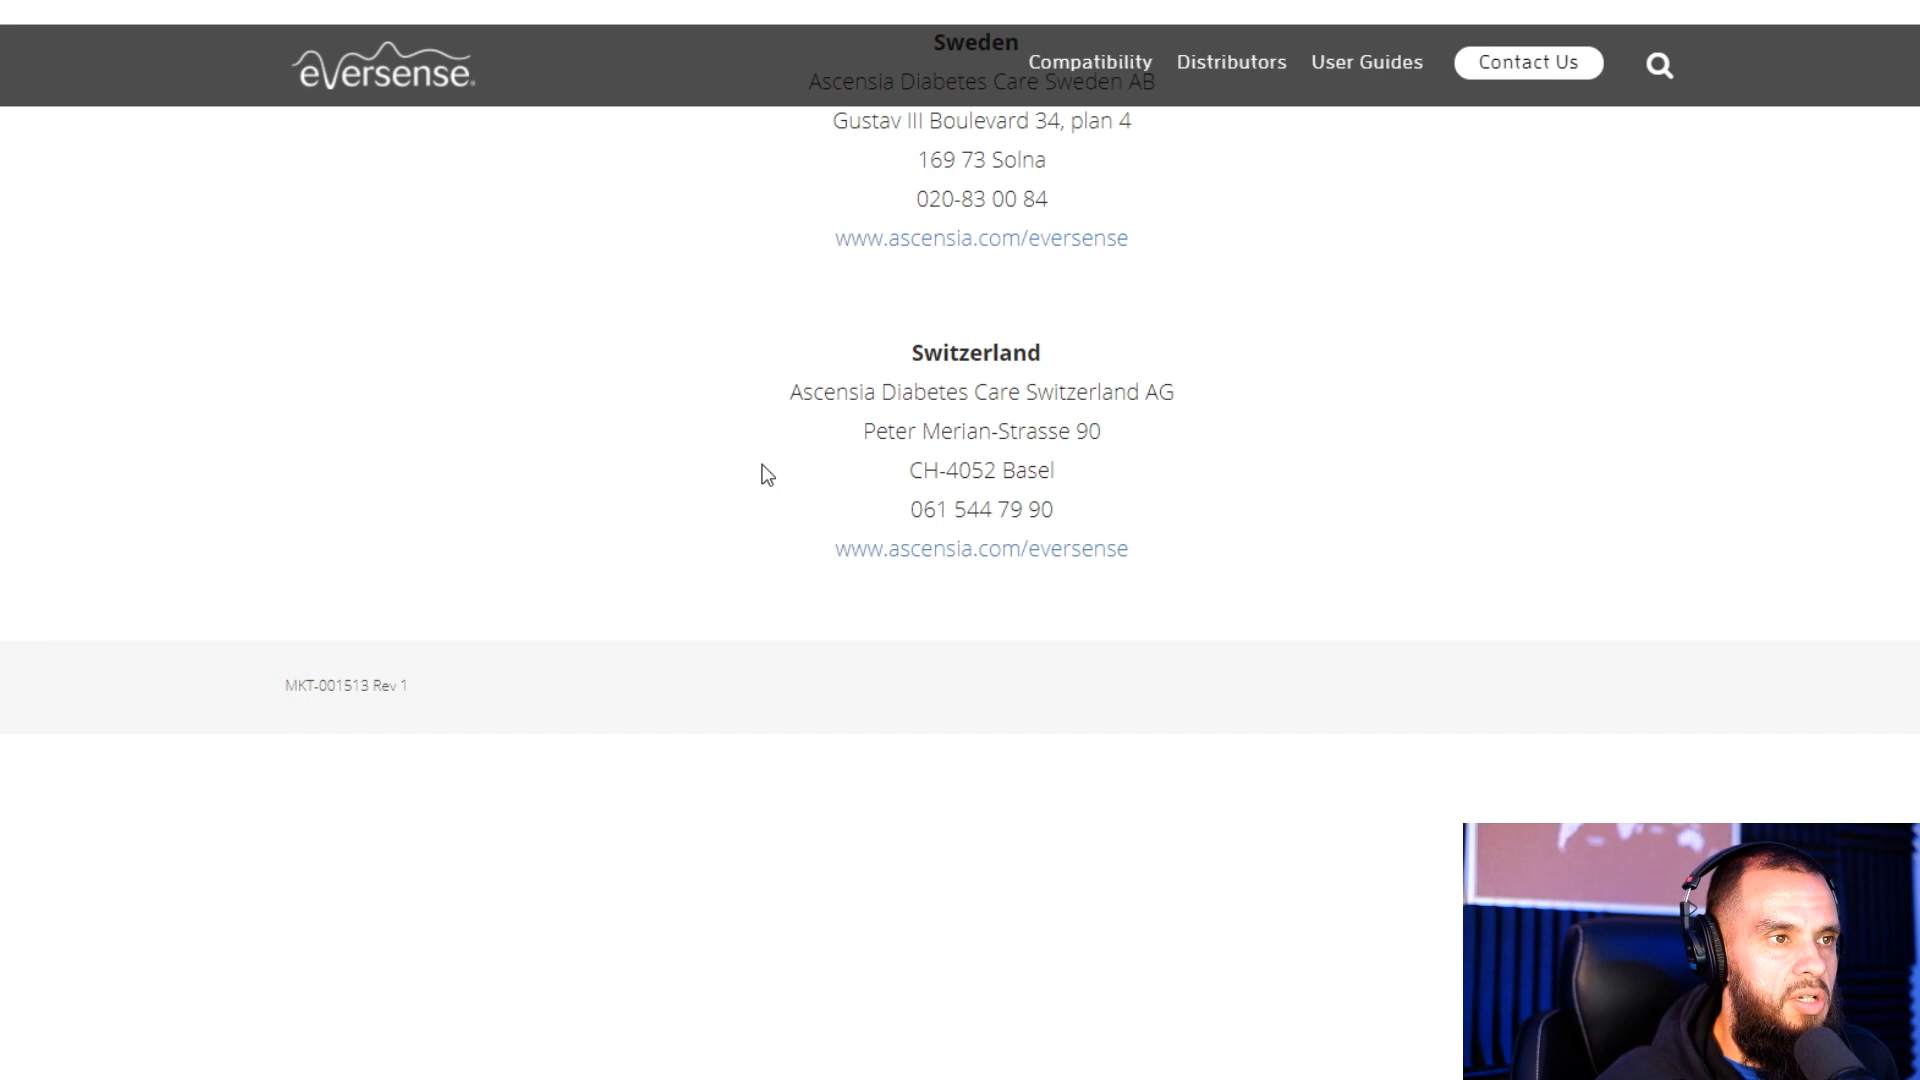 eversense.
Compatibility
Distributors
User Guides
Contact Us
Sweden
Ascensia Diabetes Care Sweden AB
Gustav III Boulevard 34, plan 4
169 73 Solna
020-83 00 84
www.ascensia.com/eversense
Switzerland
Ascensia Diabetes Care Switzerland AG
Peter Merian-Strasse 90
CH-4052 Basel
061 544 79 90
www.ascensia.com/eversense
MKT-001513 Rev 1